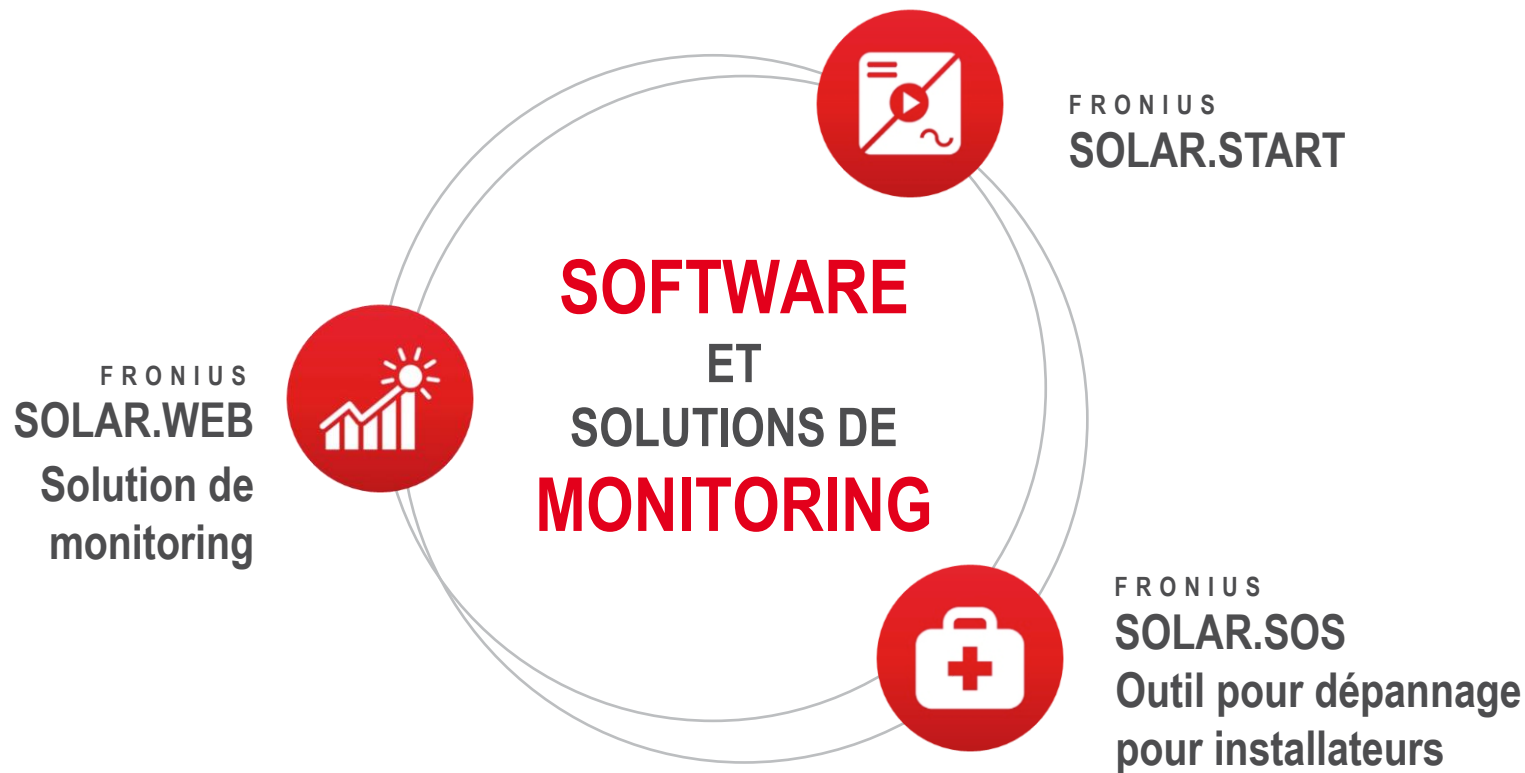 FRONIUS
SOLAR.START
SOFTWARE
ET
SOLUTIONS DE
MONITORING
FRONIUS
SOLAR.WEB
Solution de
monitoring
FRONIUS
SOLAR.SOS
Outil pour dépannage
pour installateurs